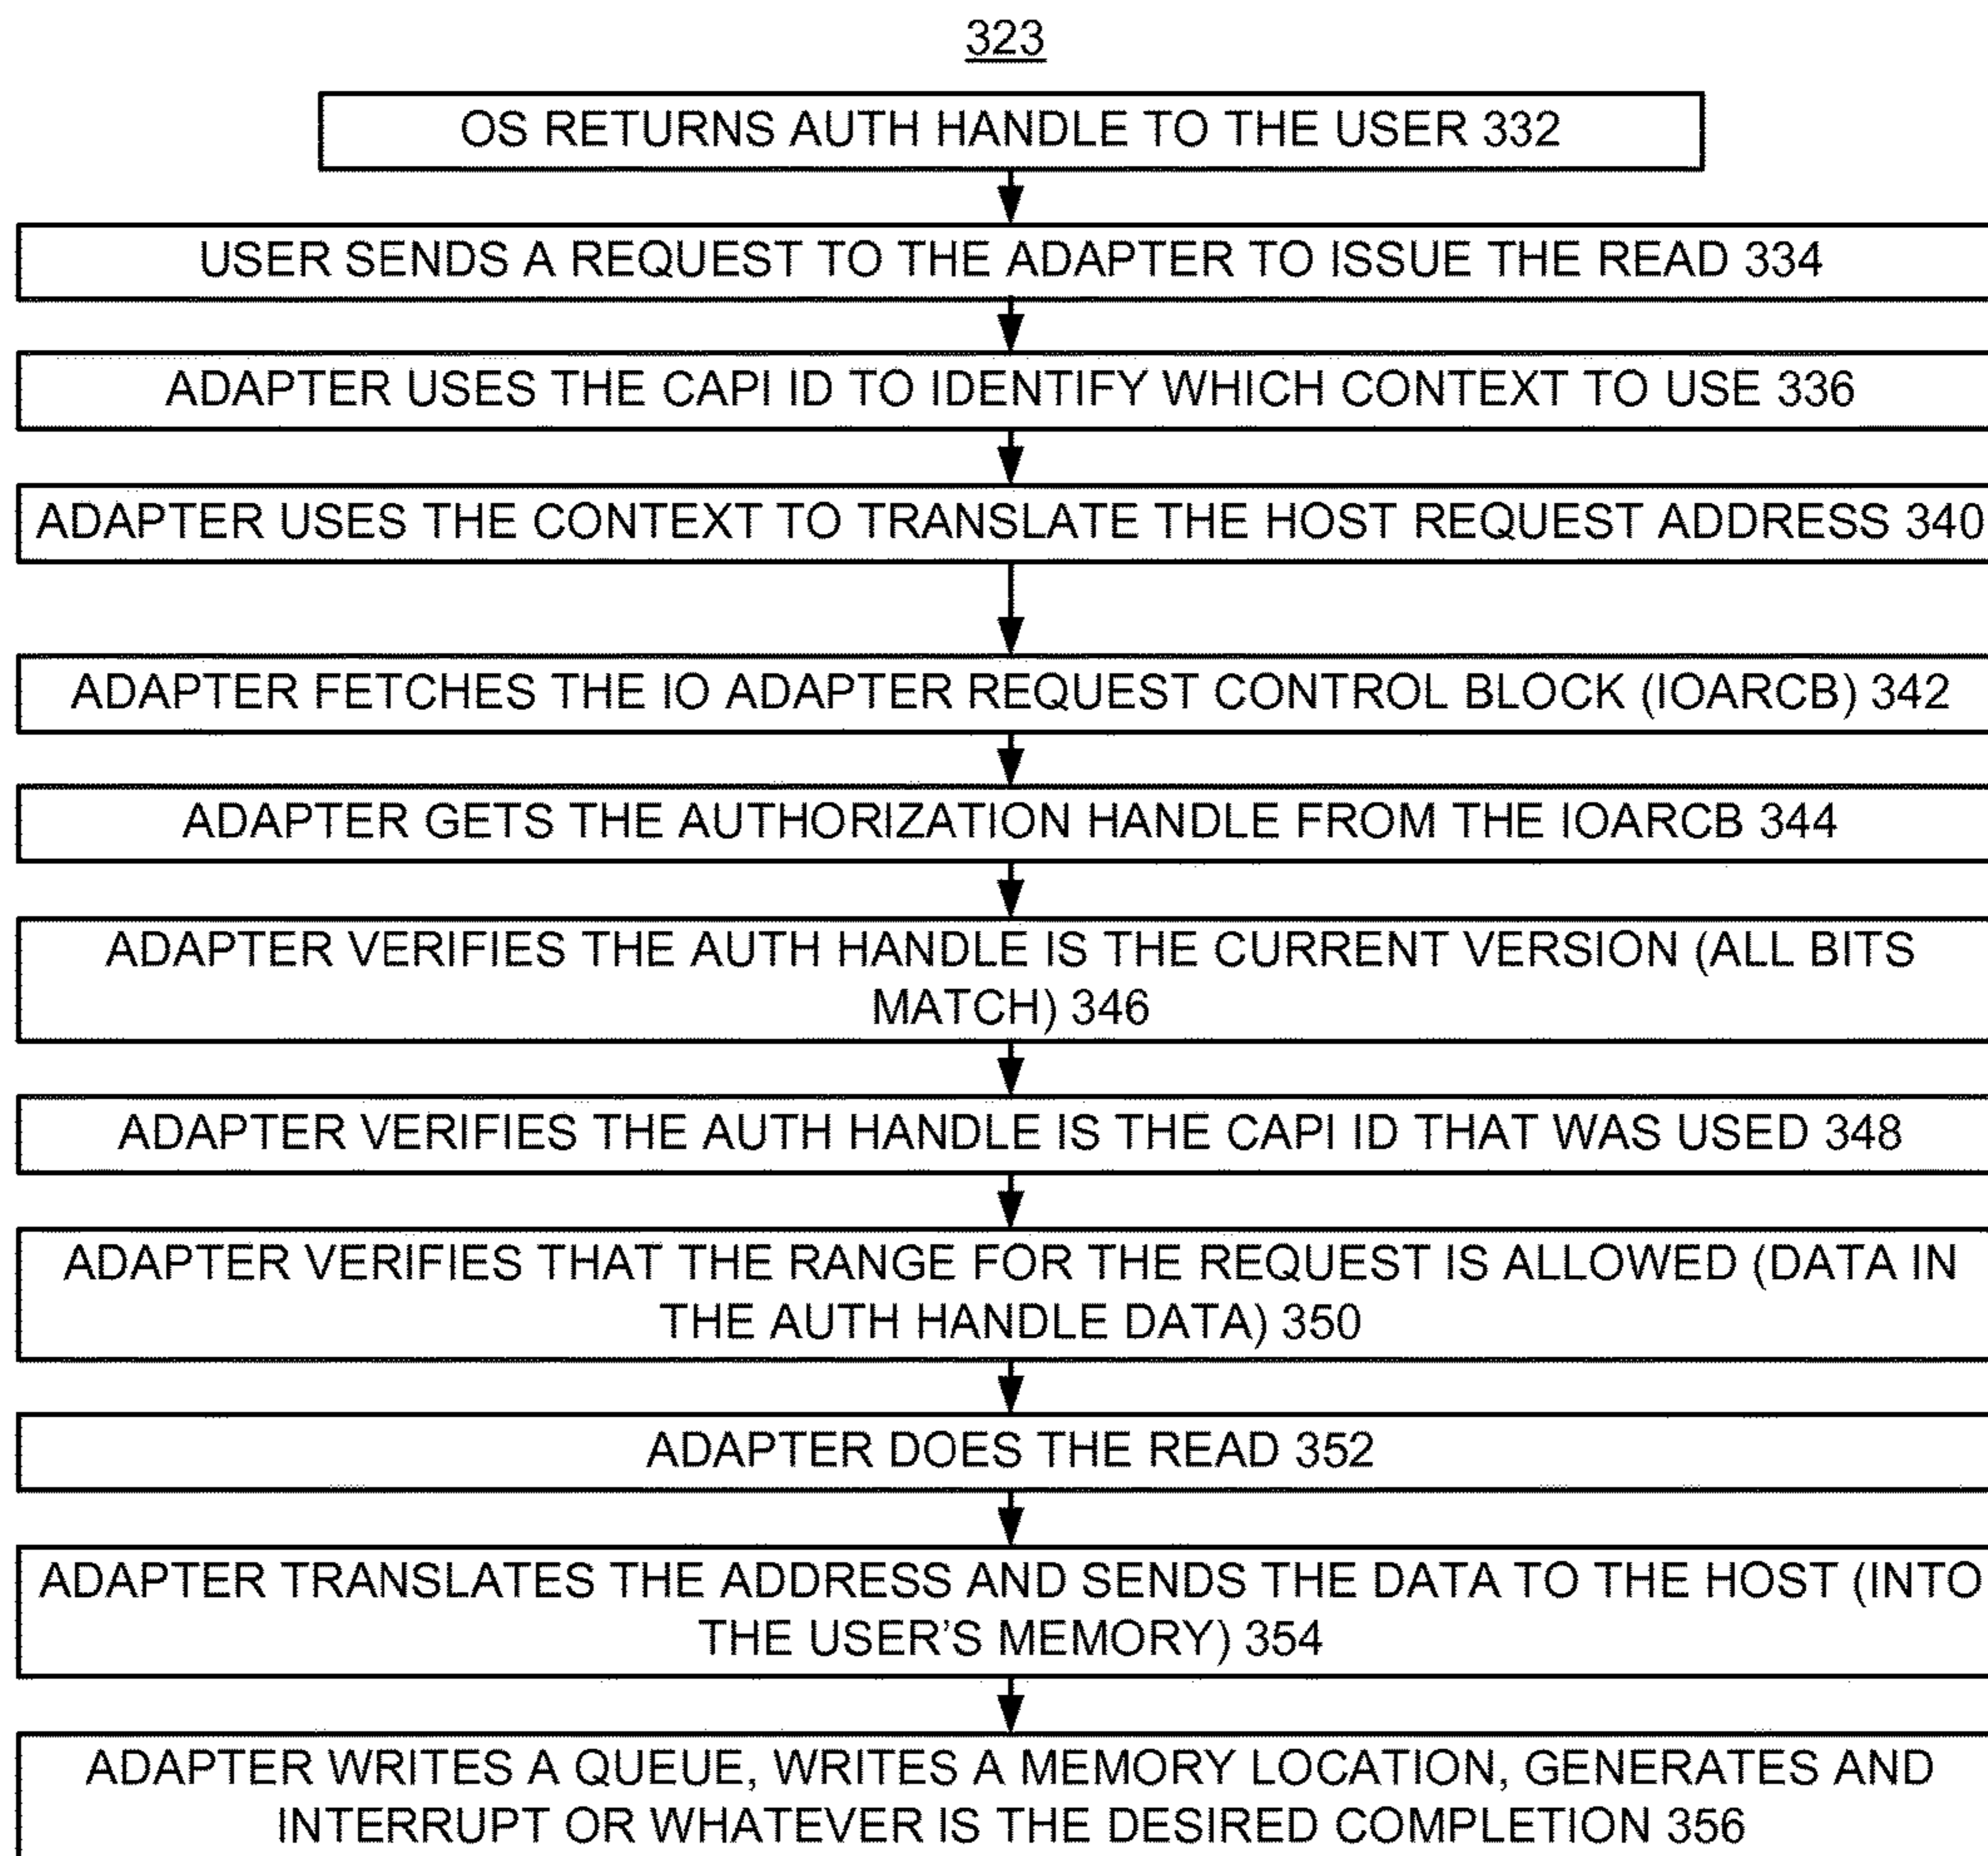 323
OS RETURNS AUTH HANDLE TO THE USER 332
USER SENDS A REQUEST TO THE ADAPTER TO ISSUE THE READ 334
ADAPTER USES THE CAPI ID TO IDENTIFY WHICH CONTEXT TO USE 336
ADAPTER USES THE CONTEXT TO TRANSLATE THE HOST REQUEST ADDRESS 340
ADAPTER FETCHES THE IO ADAPTER REQUEST CONTROL BLOCK (IOARCB) 342
ADAPTER GETS THE AUTHORIZATION HANDLE FROM THE IOARCB 344
ADAPTER VERIFIES THE AUTH HANDLE IS THE CURRENT VERSION (ALL BITS
MATCH) 346
ADAPTER VERIFIES THE AUTH HANDLE IS THE CAPI ID THAT WAS USED 348
ADAPTER VERIFIES THAT THE RANGE FOR THE REQUEST IS ALLOWED (DATA IN
THE AUTH HANDLE DATA) 350
ADAPTER DOES THE READ 352
ADAPTER TRANSLATES THE ADDRESS AND SENDS THE DATA TO THE HOST (INTO
THE USER'S MEMORY) 354
ADAPTER WRITES A QUEUE, WRITES A MEMORY LOCATION, GENERATES AND
INTERRUPT OR WHATEVER IS THE DESIRED COMPLETION 356